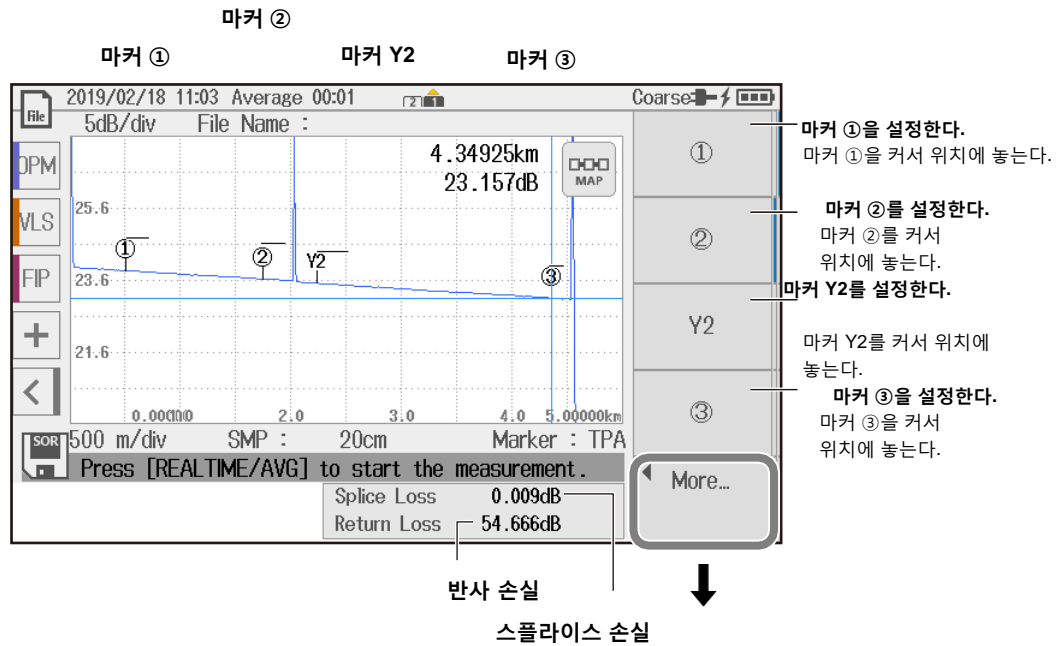 마커 ②
마커 ①
마커 Y2
마커 ③
File
2019/02/18 11:03 Average 00:01
2 1
Coarse
5dB/div File Name :
OPM
VLS
FIP
4.34925km
23.157dB
MAP
25.6
① ② Y2 ③
23.6
21.6
2.0 3.0 4.0 5.00000km
SOR
500 m/div SMP : 20cm Marker : TPA
Press [REALTIME/AVG] to start the measurement.
Splice Loss 0.009dB
Return Loss 54.666dB
①
②
Y2
③
More...
마커 ①을 설정한다.
마커 ①을 커서 위치에 놓는다.
마커 ②를 설정한다.
마커 ②를 커서
위치에 놓는다.
마커 Y2를 설정한다.
마커 Y2를 커서 위치에
놓는다.
마커 ③을 설정한다.
마커 ③을 커서
위치에 놓는다.
반사 손실
스플라이스 손실